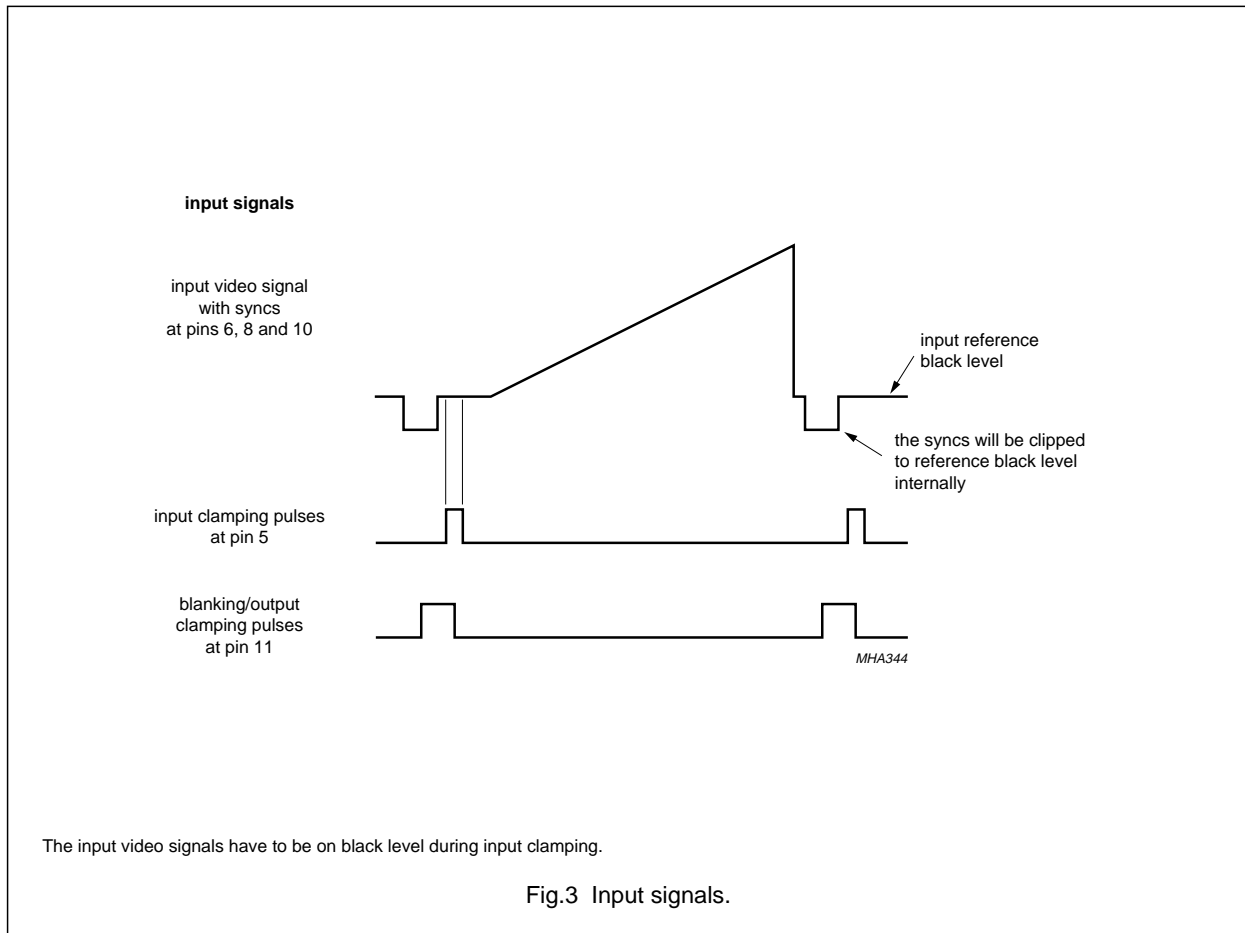 input signals
input video signal
with syncs
at pins 6, 8 and 10
input reference
black level
the syncs will be clipped
to reference black level
internally
input clamping pulses
at pin 5
blanking/output
clamping pulses
at pin 11
MHA344
The input video signals have to be on black level during input clamping.
Fig.3 Input signals.